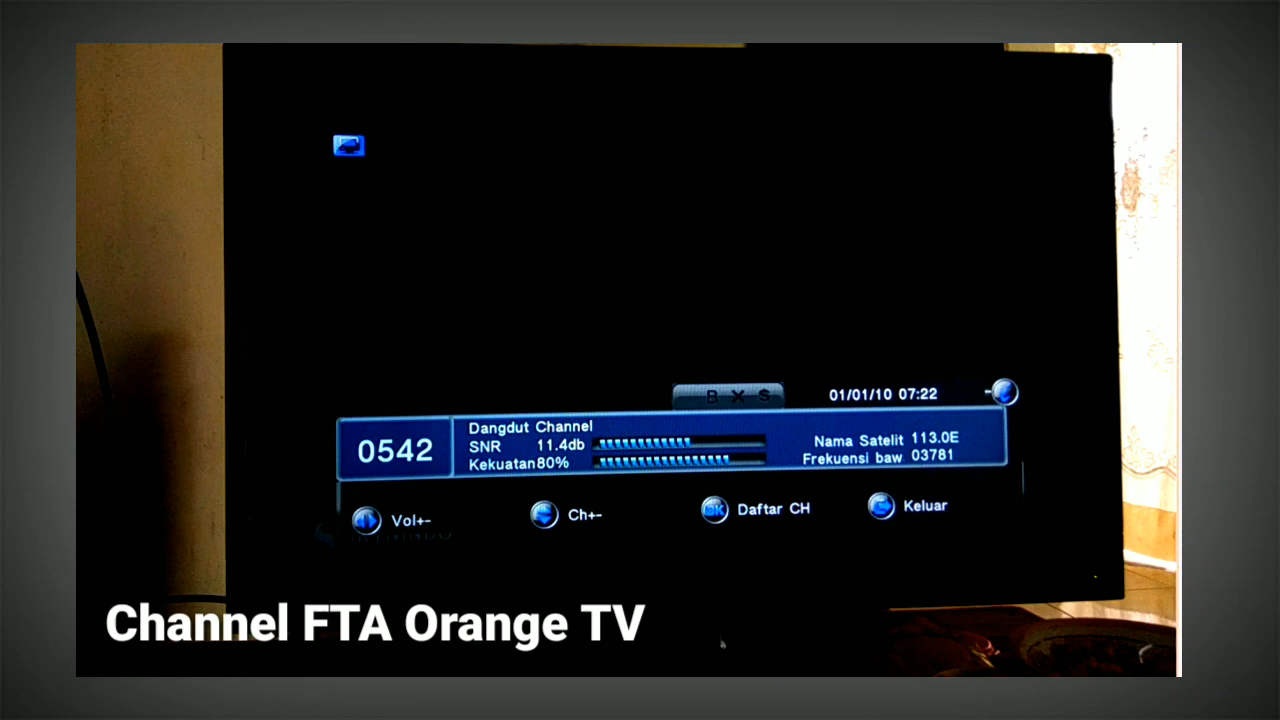 B X S
01/01/10 07:22
0542
Dangdut Channel
SNR 11.4db
Kekuatan80%
Nama Satelit 113.0E
Frekuensi baw 03781
Vol+-
Ch+-
OK
Daftar CH
Keluar
Channel FTA Orange TV